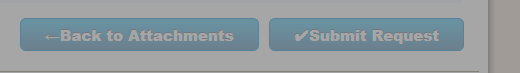 ←Back to Attachments ✔Submit Request